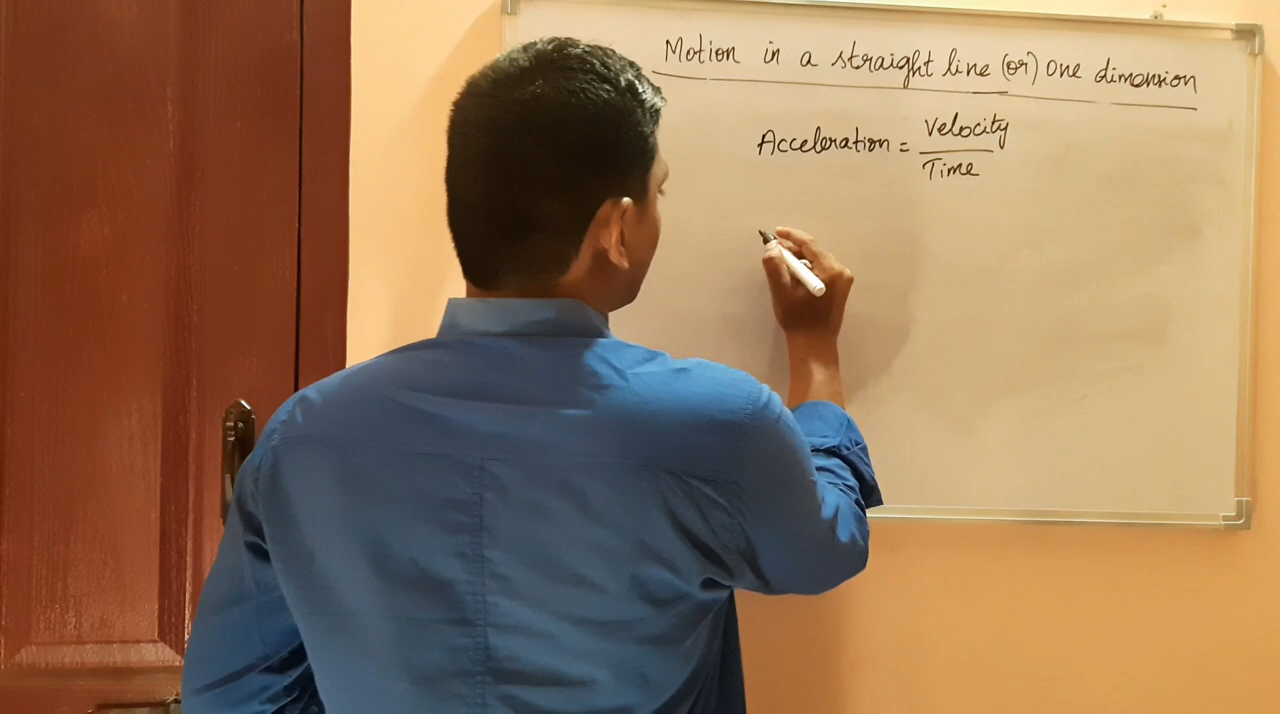 Motion in a straight line (or) One dimension
Acceleration = Velocity
Time